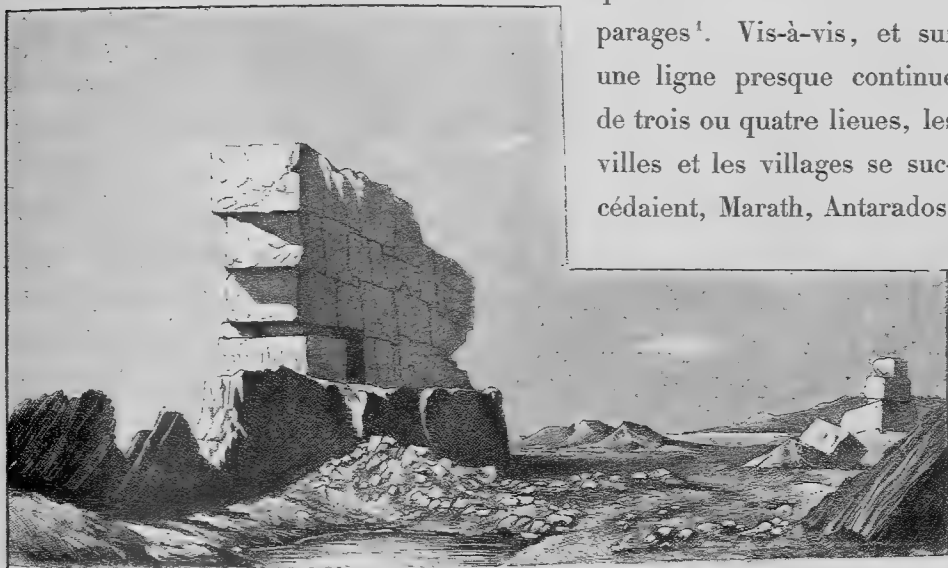 parages¹. Vis-à-vis, et sur
une ligne presque continue
de trois ou quatre lieues, les
villes et les villages se suc-
cédaient, Marath, Antarados